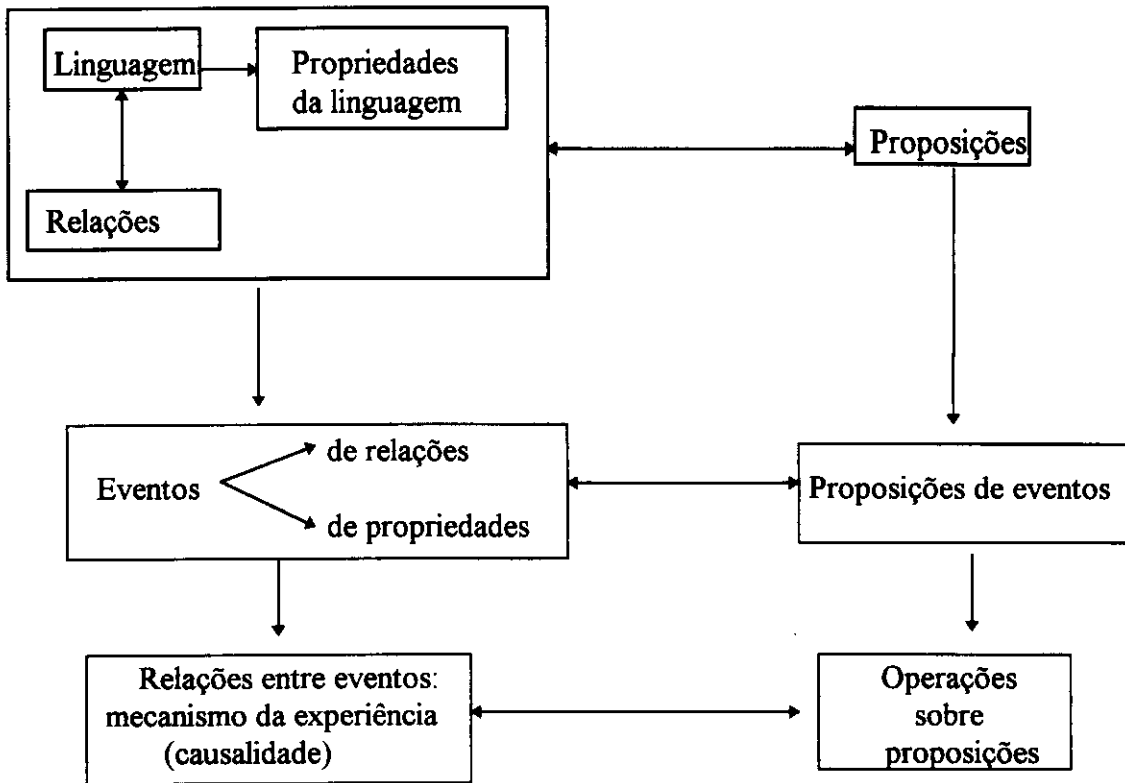 Linguagem
Propriedades
da linguagem
Relações
Proposições
Eventos
de relações
de propriedades
Proposições de eventos
Relações entre eventos:
mecanismo da experiência
(causalidade)
Operações
sobre
proposições